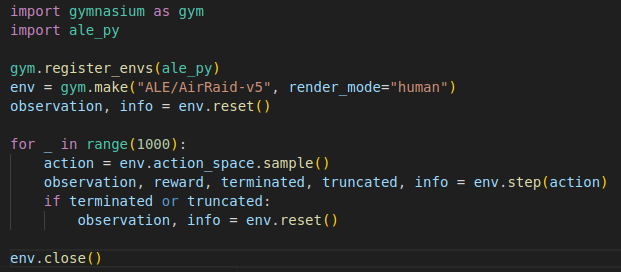 import gymnasium as gym
import ale_py

gym.register_envs(ale_py)
env = gym.make("ALE/AirRaid-v5", render_mode="human")
observation, info = env.reset()

for _ in range(1000):
    action = env.action_space.sample()
    observation, reward, terminated, truncated, info = env.step(action)
    if terminated or truncated:
        observation, info = env.reset()

env.close()